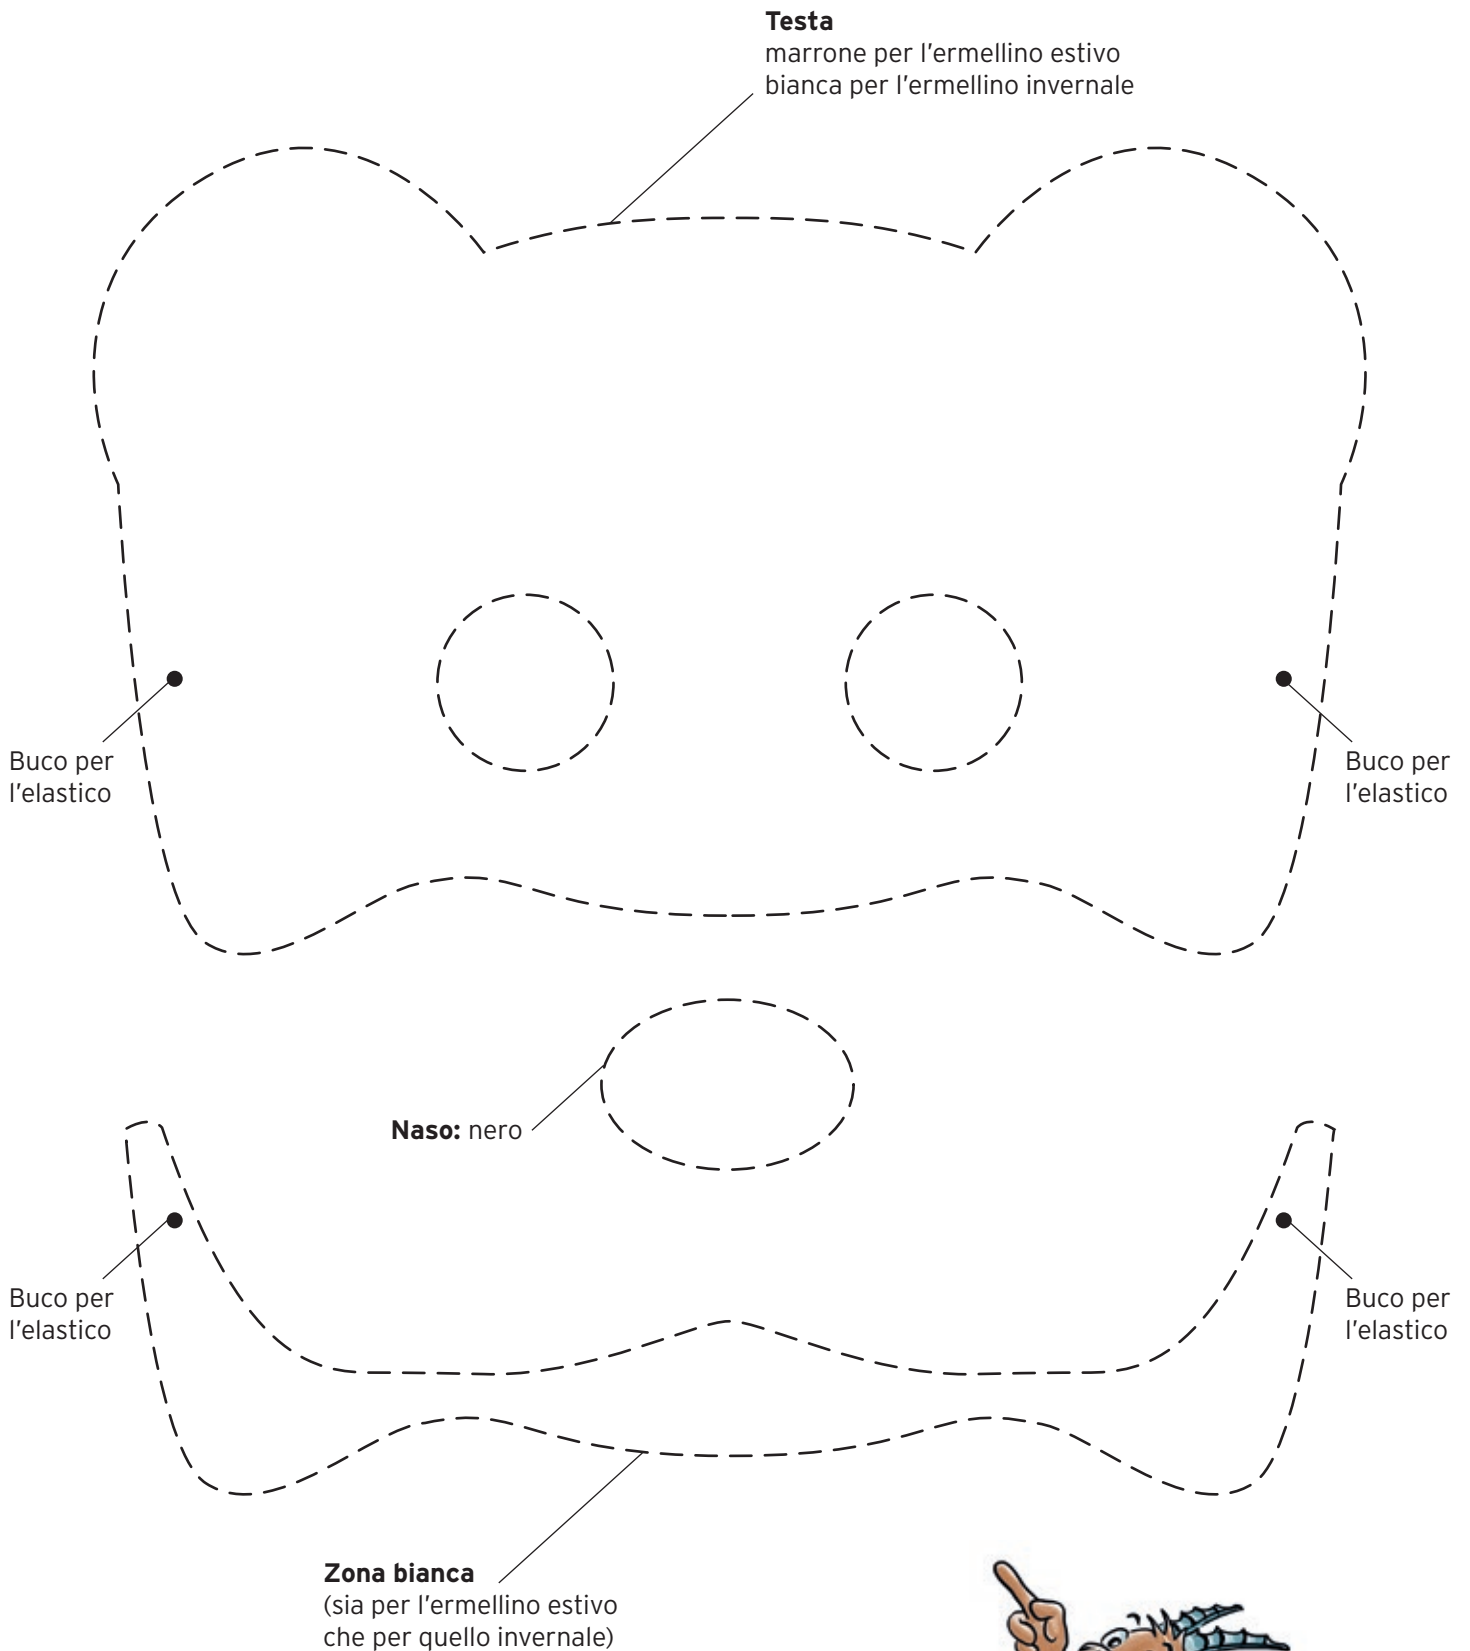 Testa
marrone per l'ermellino estivo
bianca per l'ermellino invernale
Buco per
l'elastico
Buco per
l'elastico
Naso: nero
Buco per
l'elastico
Buco per
l'elastico
Zona bianca
(sia per l'ermellino estivo
che per quello invernale)